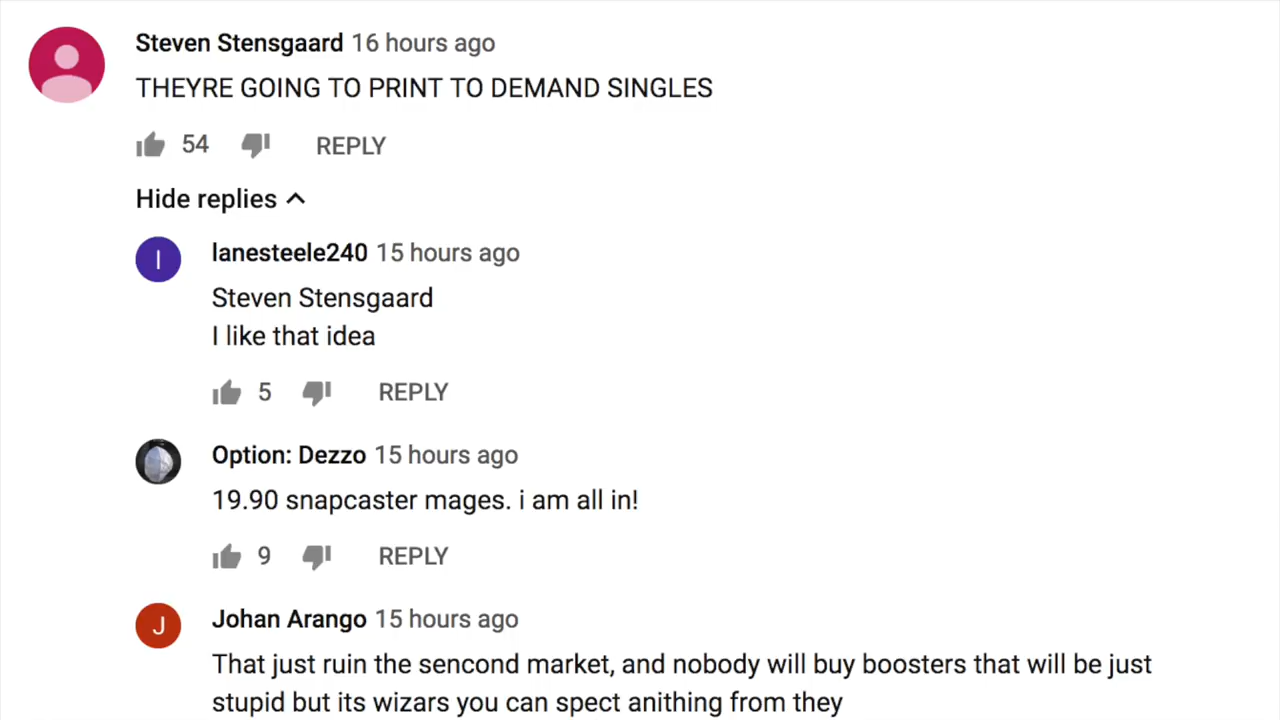 Steven Stensgaard 16 hours ago
THEYRE GOING TO PRINT TO DEMAND SINGLES
54 REPLY
Hide replies
I lanesteele240 15 hours ago
Steven Stensgaard
I like that idea
5 REPLY
Option: Dezzo 15 hours ago
19.90 snapcaster mages. i am all in!
9 REPLY
J Johan Arango 15 hours ago
That just ruin the sencond market, and nobody will buy boosters that will be just
stupid but its wizars you can spect anithing from they